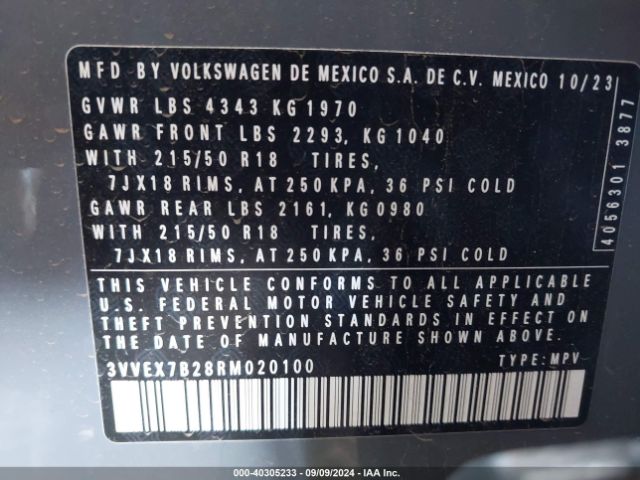 MFD BY VOLKSWAGEN DE MEXICO S.A. DE C.V. MEXICO 10/23
GVWR LBS 4343 KG 1970
GAWR FRONT LBS 2293, KG 1040
WITH 215/50 R18 TIRES,
7JX18 RIMS, AT 250 KPA, 36 PSI COLD
GAWR REAR LBS 2161, KG 0980
WITH 215/50 R18 TIRES,
7JX18 RIMS, AT 250 KPA, 36 PSI COLD
THIS VEHICLE CONFORMS TO ALL APPLICABLE
U.S. FEDERAL MOTOR VEHICLE SAFETY AND
THEFT PREVENTION STANDARDS IN EFFECT ON
THE DATE OF MANUFACTURE SHOWN ABOVE.
3VVEX7B28RM020100 TYPE: MPV
4056301 3877
000-40305233 - 09/09/2024 - IAA Inc.